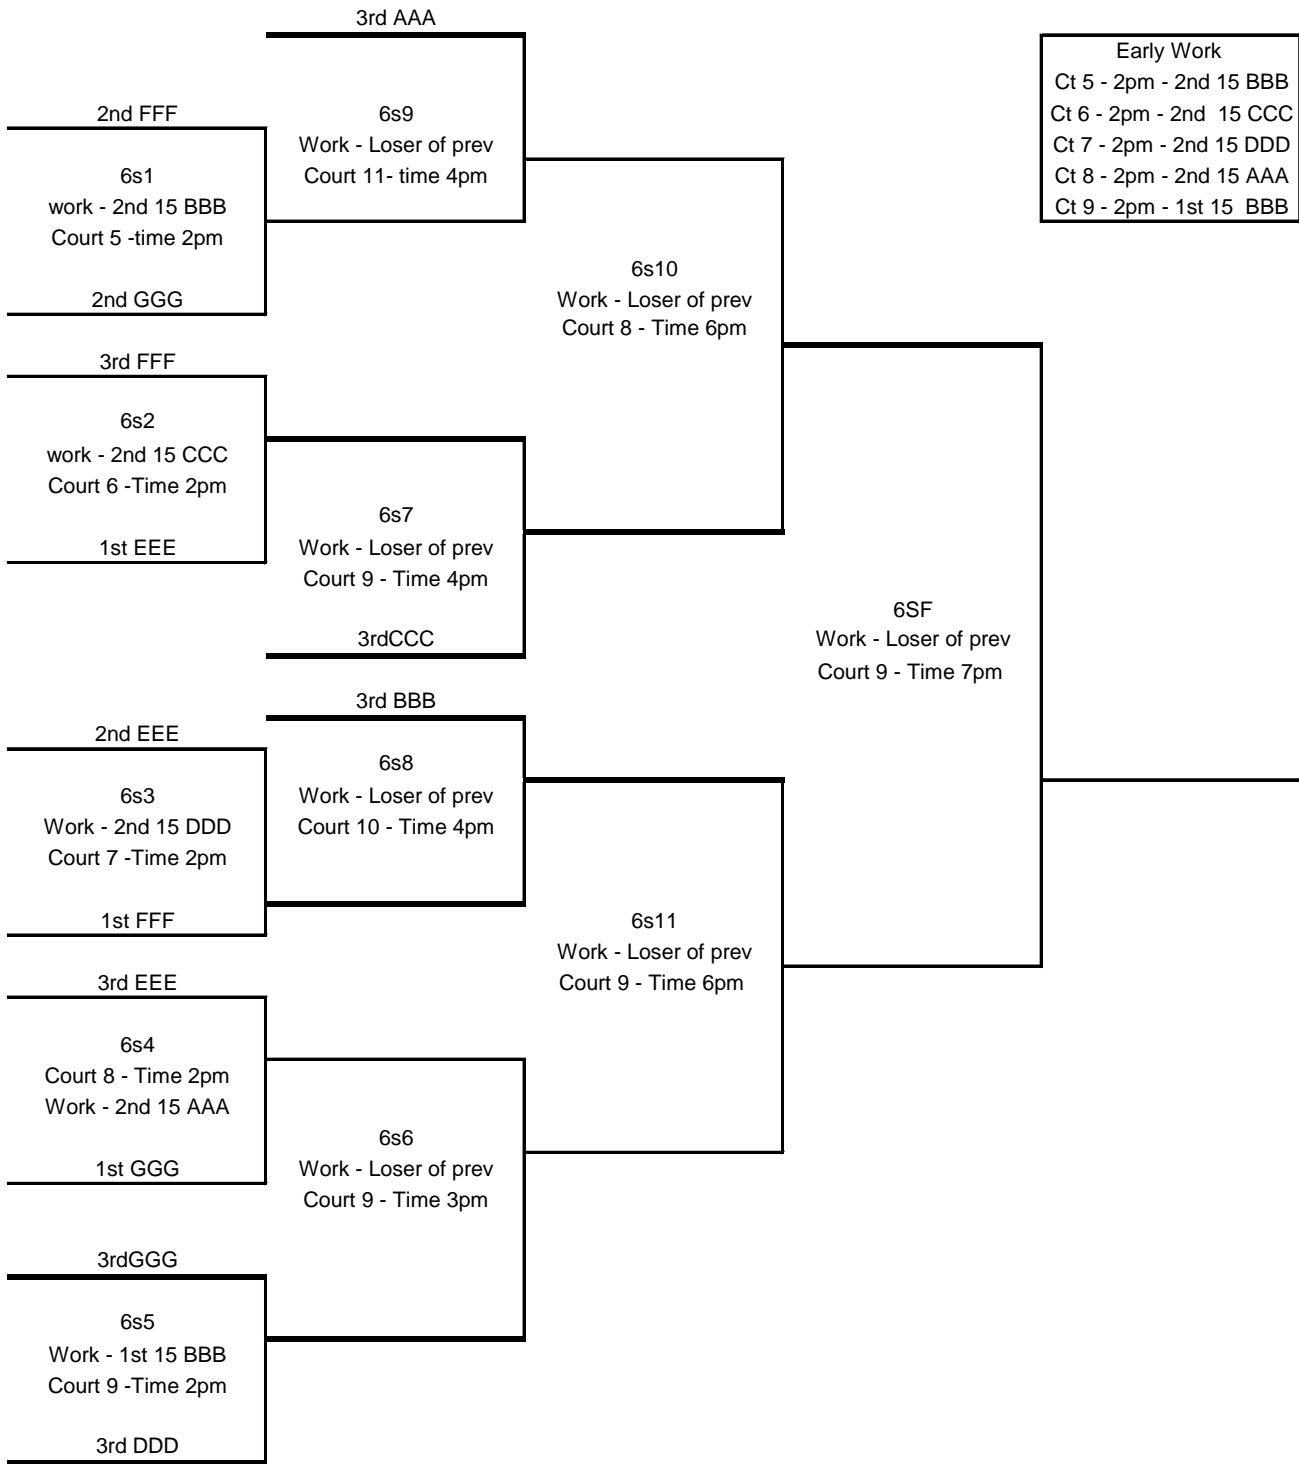 3rd AAA
2nd FFF
6s1
work - 2nd 15 BBB
Court 5 -time 2pm
2nd GGG
3rd FFF
6s2
work - 2nd 15 CCC
Court 6 -Time 2pm
1st EEE
2nd EEE
6s3
Work - 2nd 15 DDD
Court 7 -Time 2pm
1st FFF
3rd EEE
6s4
Court 8 - Time 2pm
Work - 2nd 15 AAA
1st GGG
3rdGGG
6s5
Work - 1st 15 BBB
Court 9 -Time 2pm
3rd DDD
6s9
Work - Loser of prev
Court 11- time 4pm
6s7
Work - Loser of prev
Court 9 - Time 4pm
3rdCCC
3rd BBB
6s8
Work - Loser of prev
Court 10 - Time 4pm
6s6
Work - Loser of prev
Court 9 - Time 3pm
6s10
Work - Loser of prev
Court 8 - Time 6pm
6s11
Work - Loser of prev
Court 9 - Time 6pm
6SF
Work - Loser of prev
Court 9 - Time 7pm
Early Work
Ct 5 - 2pm - 2nd 15 BBB
Ct 6 - 2pm - 2nd  15 CCC
Ct 7 - 2pm - 2nd 15 DDD
Ct 8 - 2pm - 2nd 15 AAA
Ct 9 - 2pm - 1st 15  BBB